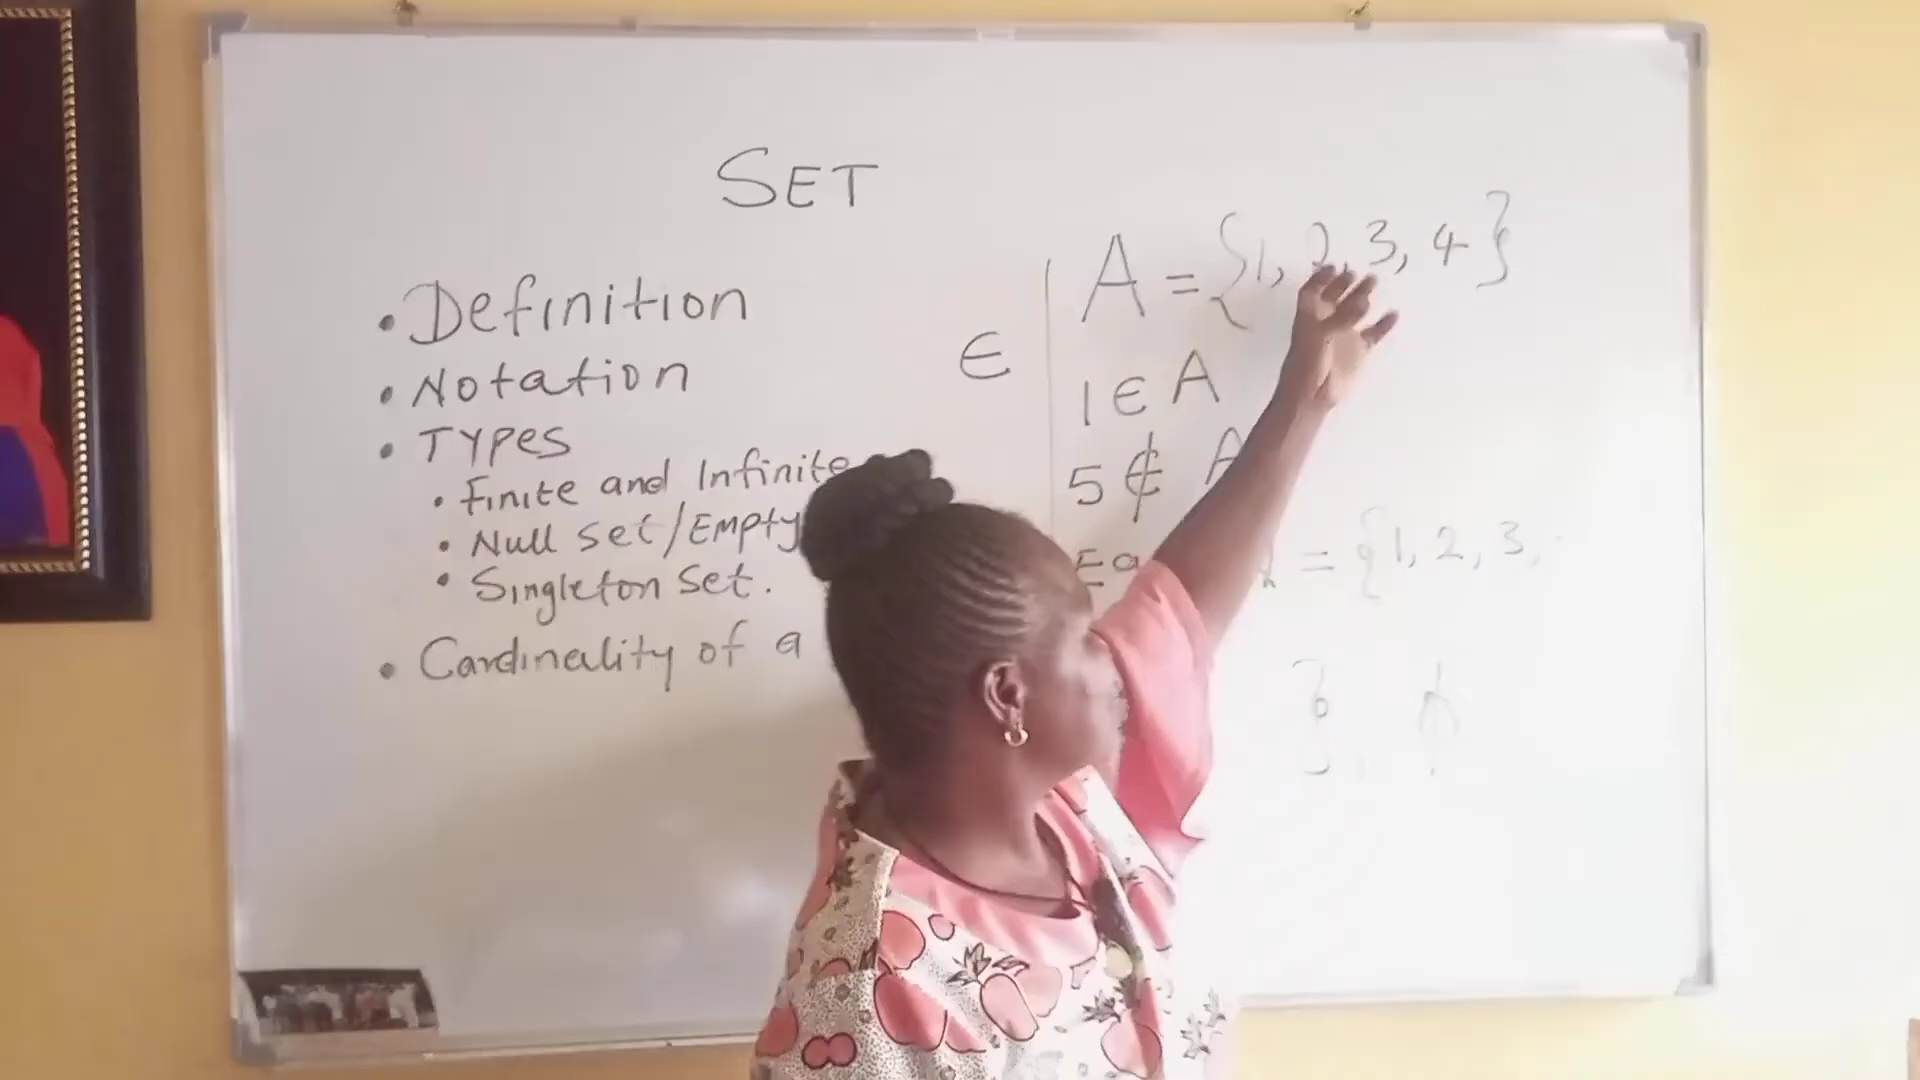 SET
• Definition
• Notation
• Types
• Finite and Infinite
• Null set/Empty
• Singleton set.
• Cardinality of a
∈
A = {1, 2, 3, 4}
1 ∈ A
5 ∉ A
= {1, 2, 3,
}